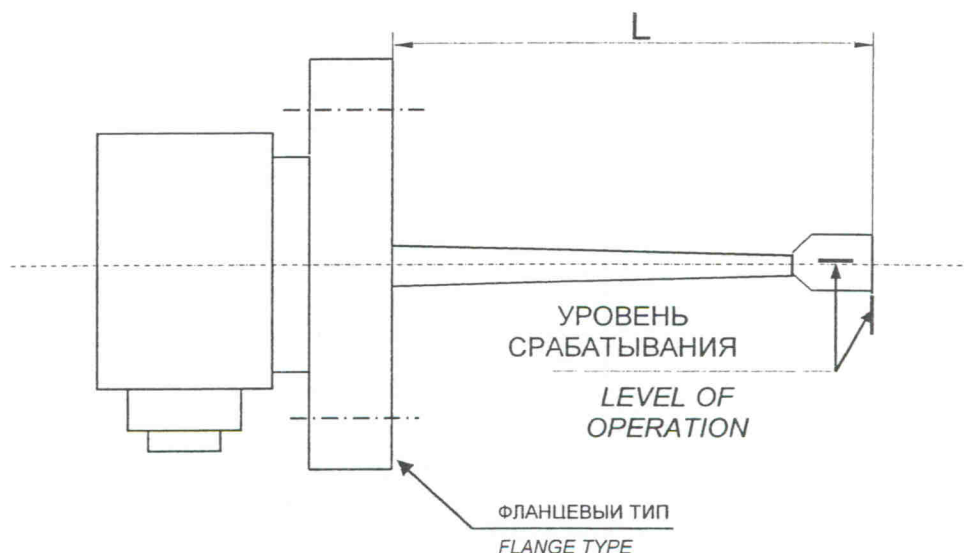 L
УРОВЕНЬ
СРАБАТЫВАНИЯ
LEVEL OF
OPERATION
ФЛАНЦЕВЫЙ ТИП
FLANGE TYPE